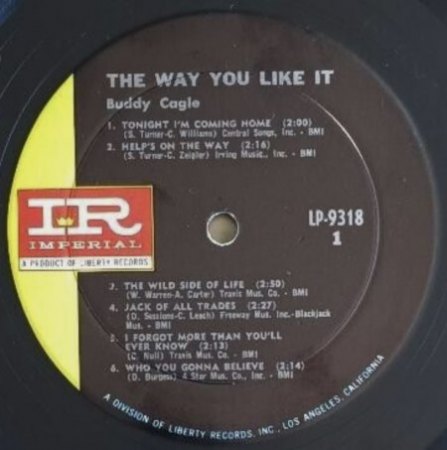 THE WAY YOU LIKE IT
Buddy Cagle
1. TONIGHT I'M COMING HOME (2:00)
(S. Turner-C. Williams) Central Songs, Inc. - BMI
2. HELP'S ON THE WAY (2:16)
(S. Turner-C. Zeigler) Irving Music., Inc. - BMI
IR
IMPERIAL
A PRODUCT OF LIBERTY RECORDS
LP-9318
1
3. THE WILD SIDE OF LIFE (2:50)
(W. Warren-A. Carter) Travis Mus. Co. - BMI
4. JACK OF ALL TRADES (2:27)
(D. Sessions-C. Leach) Freeway Mus. Inc.-Blackjack
Mus. - BMI
5. I FORGOT MORE THAN YOU'LL
EVER KNOW (2:13)
(C. Null) Travis Mus. Co. - BMI
6. WHO YOU GONNA BELIEVE (2:14)
(D. Burgess) 4 Star Mus. Co., Inc. - BMI
A DIVISION OF LIBERTY RECORDS, INC., LOS ANGELES, CALIFORNIA